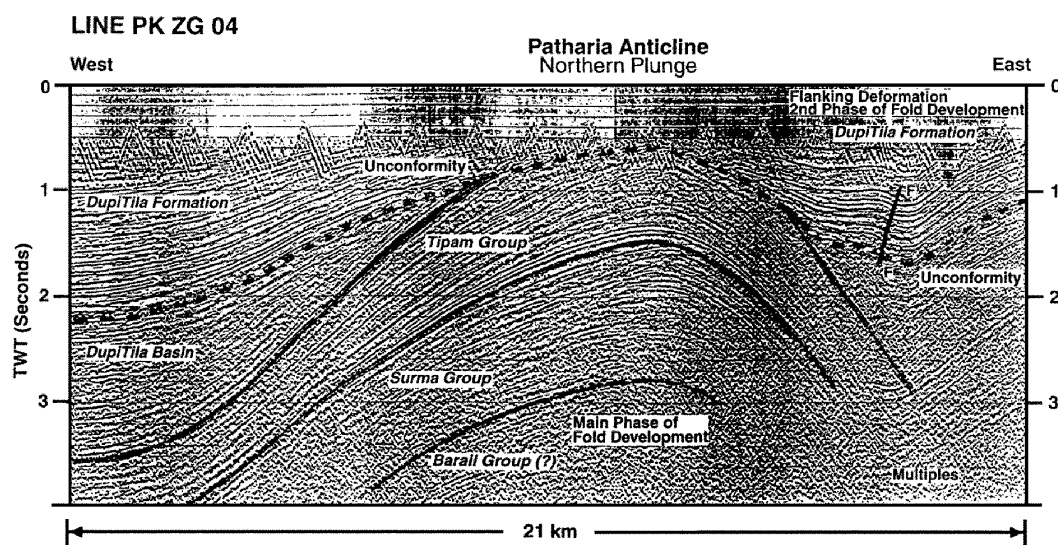 LINE PK ZG 04
Patharia Anticline
West
Northern Plunge
East
0
0
Flanking Deformation
2nd Phase of Fold Development
DupiTila Formation
Unconformity
1
F
1
DupiTila Formation
Tipam Group
F
Unconformity
2
2
TWT (Seconds)
DupiTila Basin
Surma Group
3
3
Main Phase of
Fold Development
Barail Group (?)
Multiples
21 km